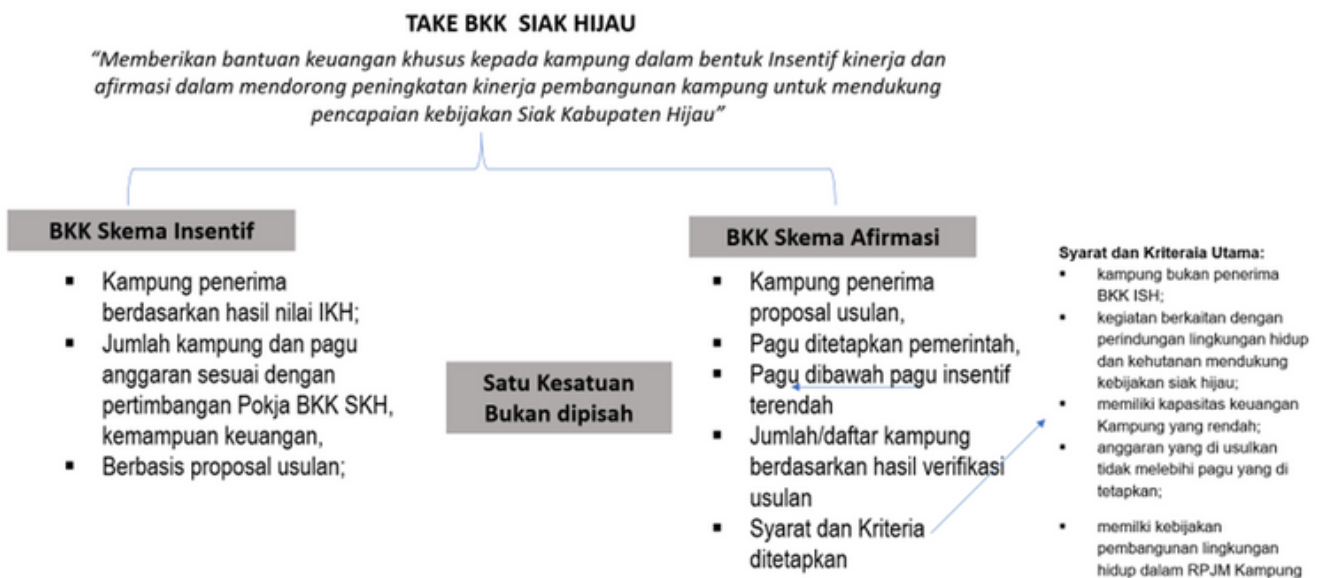 TAKE BKK SIAK HIJAU
“Memberikan bantuan keuangan khusus kepada kampung dalam bentuk Insentif kinerja dan
afirmasi dalam mendorong peningkatan kinerja pembangunan kampung untuk mendukung
pencapaian kebijakan Siak Kabupaten Hijau”
BKK Skema Insentif
▪ Kampung penerima
berdasarkan hasil nilai IKH;
▪ Jumlah kampung dan pagu
anggaran sesuai dengan
pertimbangan Pokja BKK SKH,
kemampuan keuangan,
▪ Berbasis proposal usulan;
Satu Kesatuan
Bukan dipisah
BKK Skema Afirmasi
▪ Kampung penerima
proposal usulan,
▪ Pagu ditetapkan pemerintah,
▪ Pagu dibawah pagu insentif
terendah
▪ Jumlah/daftar kampung
berdasarkan hasil verifikasi
usulan
▪ Syarat dan Kriteria
ditetapkan
Syarat dan Kriteraia Utama:
▪ kampung bukan penerima
BKK ISH;
▪ kegiatan berkaitan dengan
perindungan lingkungan hidup
dan kehutanan mendukung
kebijakan siak hijau;
▪ memiliki kapasitas keuangan
Kampung yang rendah;
▪ anggaran yang di usulkan
tidak melebihi pagu yang di
tetapkan;
▪ memilki kebijakan
pembangunan lingkungan
hidup dalam RPJM Kampung